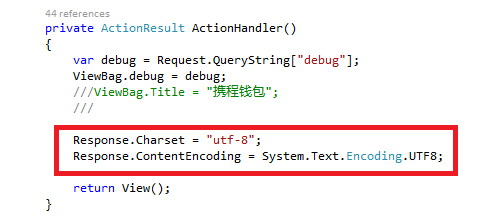 44 references
private ActionResult ActionHandler()
{
var debug = Request.QueryString["debug"];
ViewBag.debug = debug;
///ViewBag.Title = "携程钱包";
///
Response.Charset = "utf-8";
Response.ContentEncoding = System.Text.Encoding.UTF8;
return View();
}